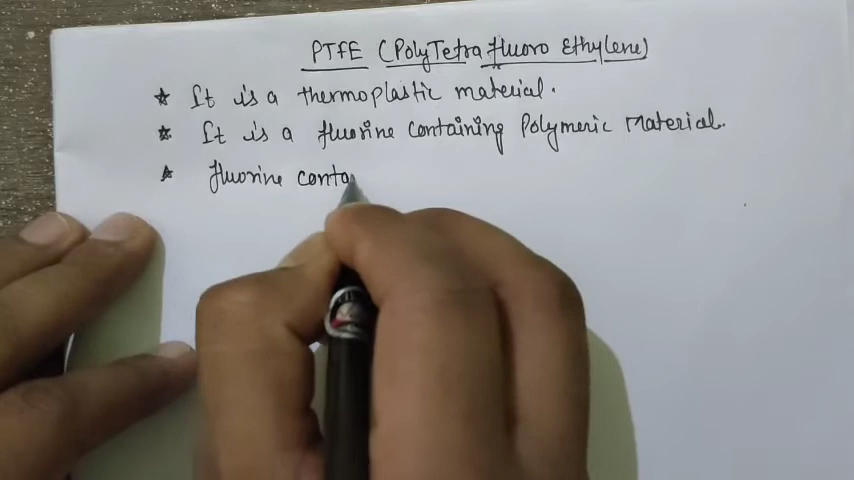 PTFE (PolyTetra fluoro Ethylene)
It is a thermoplastic material.
It is a fluorine containing Polymeric Material.
fluorine conta